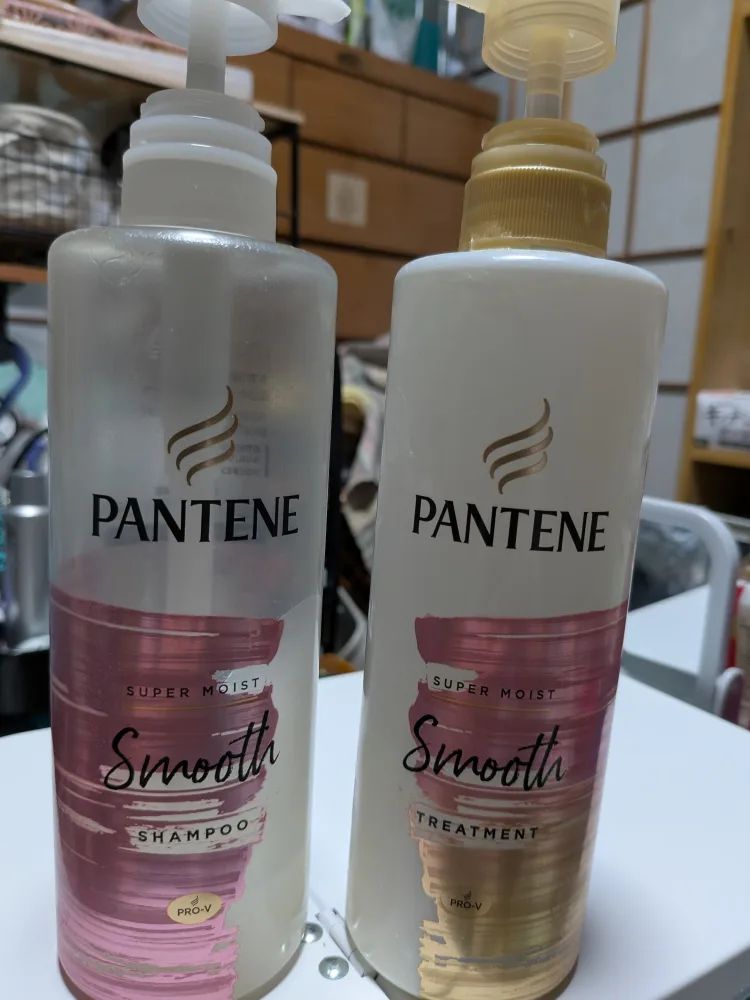 PANTENE
SUPER MOIST
Smooth
SHAMPOO
PRO-V
PANTENE
SUPER MOIST
Smooth
TREATMENT
PRO-V